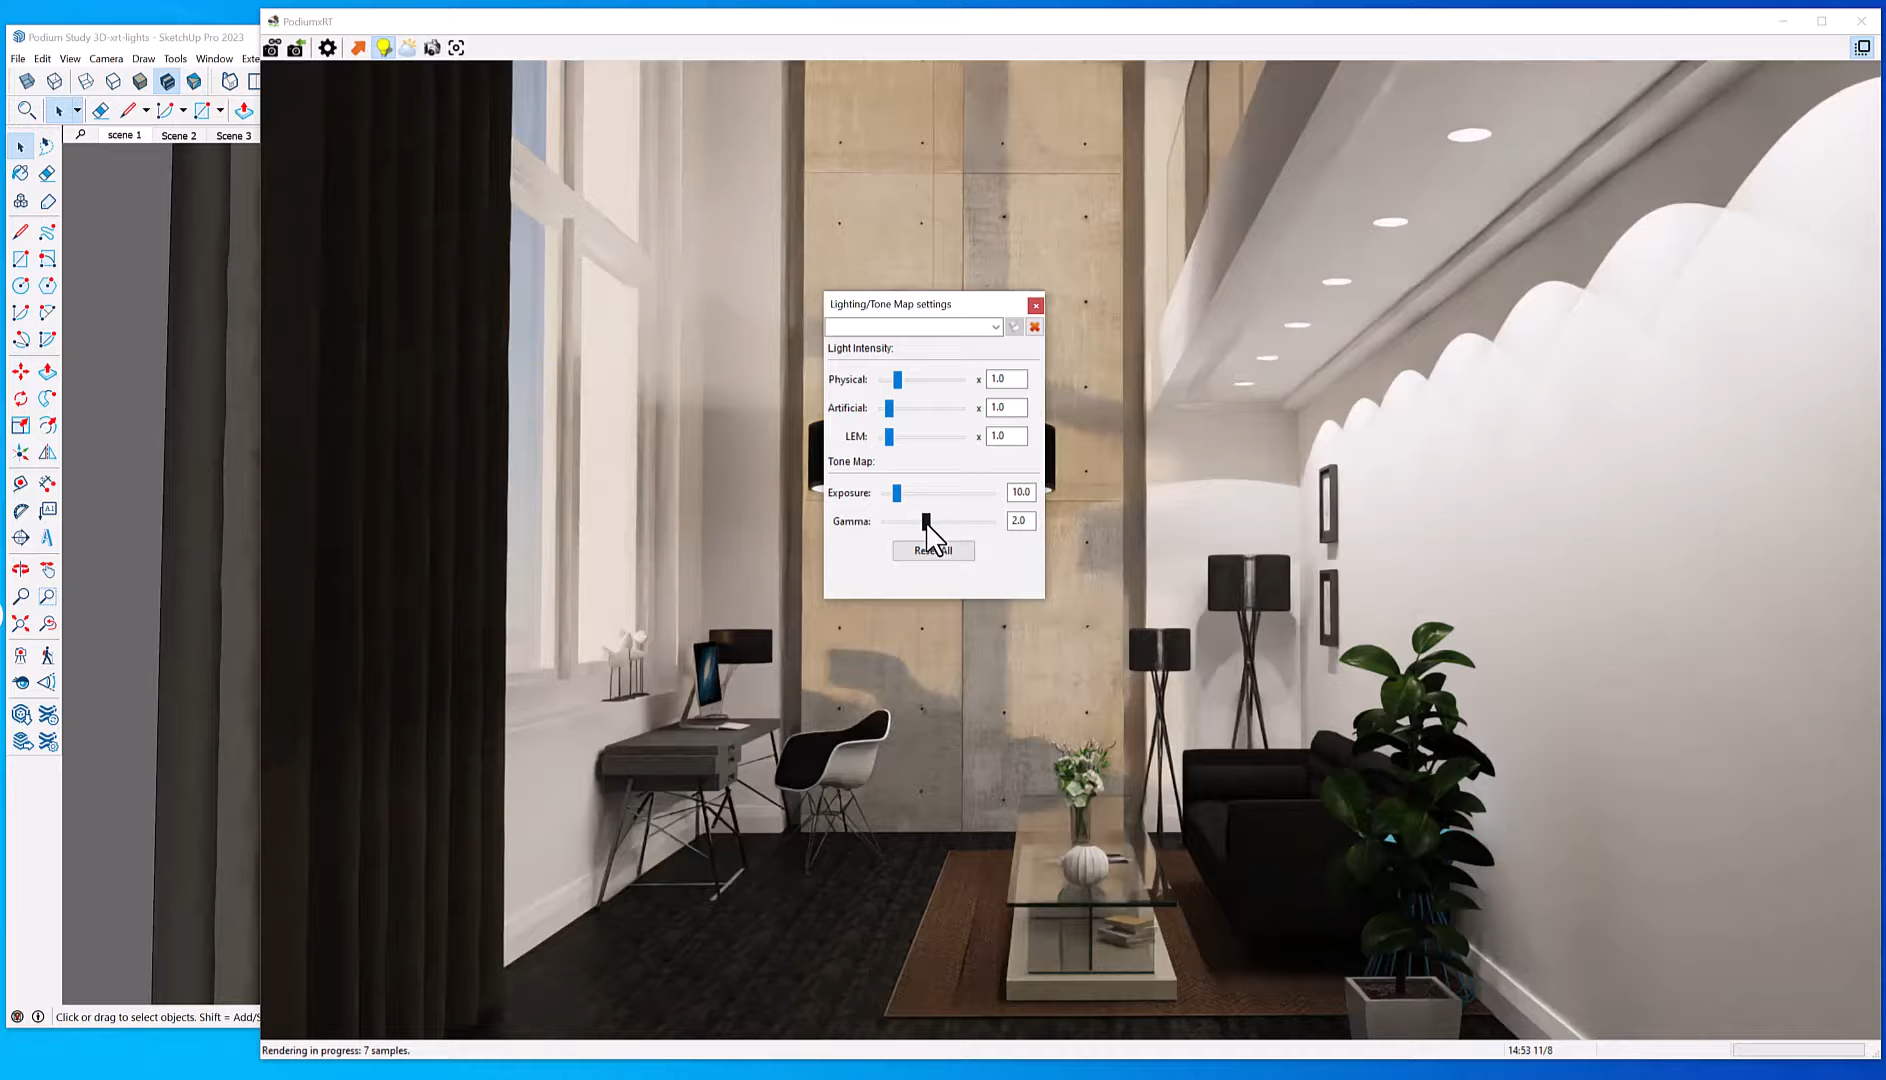 PodiumxRT
Podium Study 3D-xrt-lights - SketchUp Pro 2023
File Edit View Camera Draw Tools Window Exte
scene 1 Scene 2 Scene 3
Lighting/Tone Map settings
Light Intensity:
Physical: x 1.0
Artificial: x 1.0
LEM: x 1.0
Tone Map:
Exposure: 10.0
Gamma: 2.0
A1
Click or drag to select objects. Shift = Add/S
Rendering in progress: 7 samples. 14:53 11/8